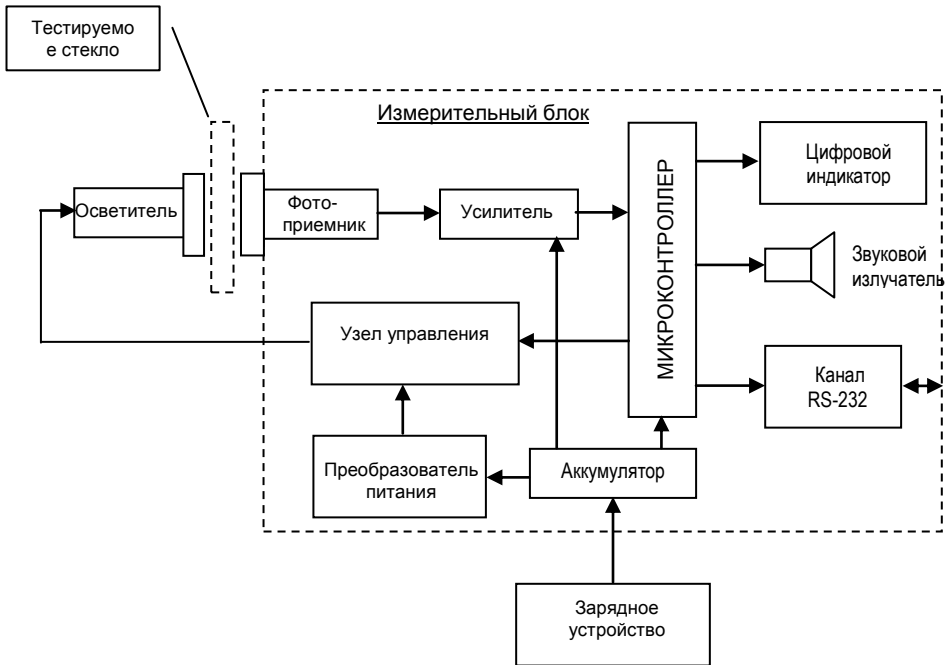 Тестируемо
е стекло
Измерительный блок
Осветитель
Фото-
приемник
Усилитель
МИКРОКОНТРОЛЛЕР
Цифровой
индикатор
Звуковой
излучатель
Узел управления
Канал
RS-232
Преобразователь
питания
Аккумулятор
Зарядное
устройство